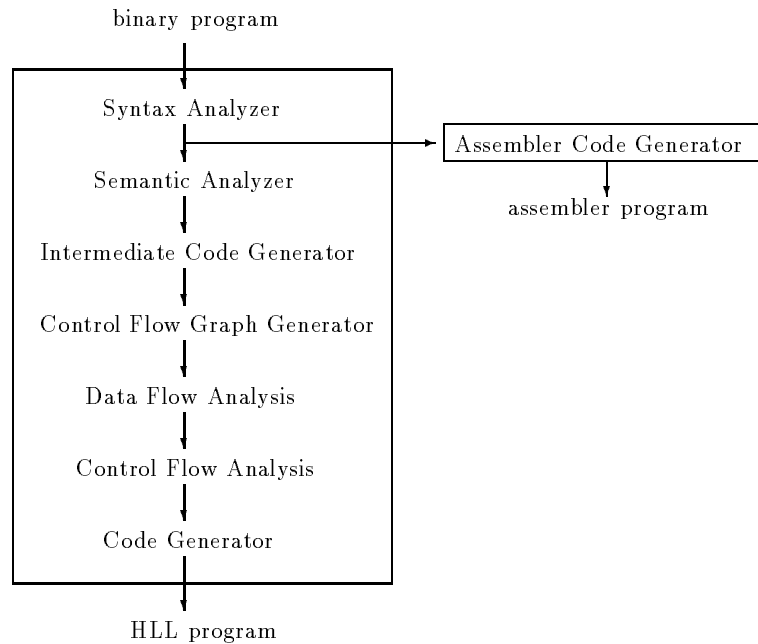 binary program
Syntax Analyzer
Assembler Code Generator
Semantic Analyzer
assembler program
Intermediate Code Generator
Control Flow Graph Generator
Data Flow Analysis
Control Flow Analysis
Code Generator
HLL program